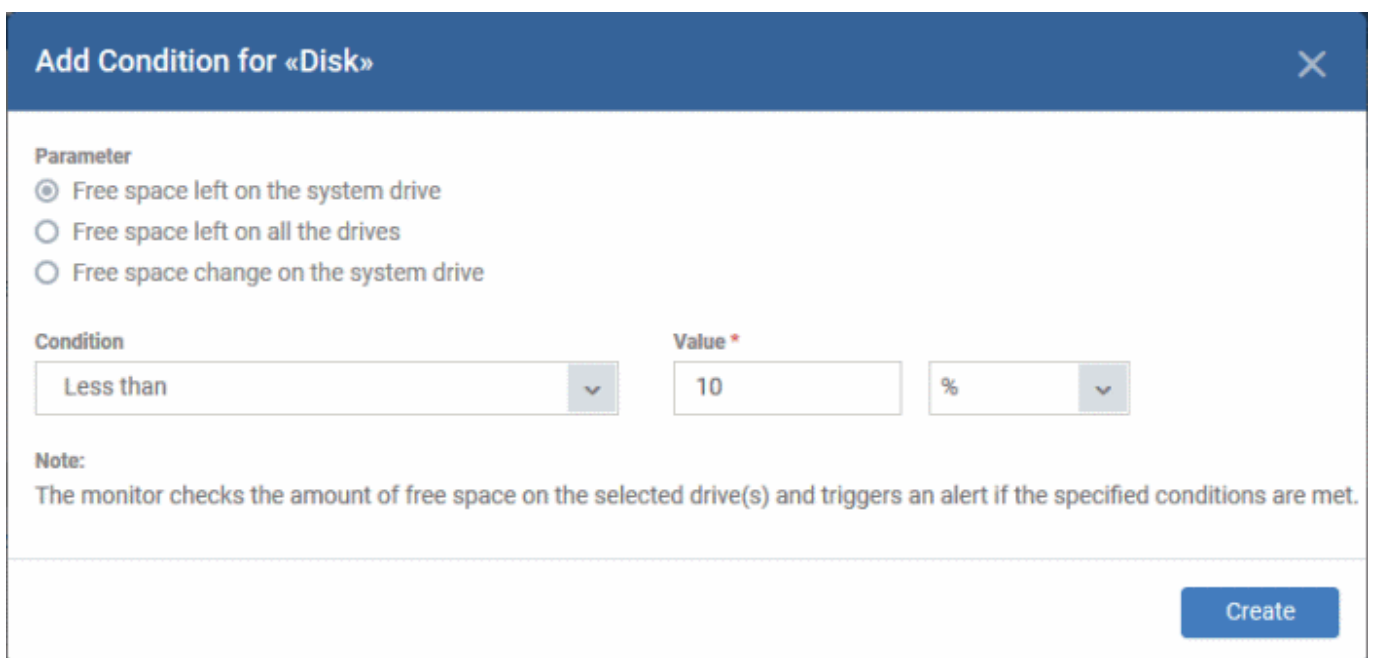 Add Condition for «Disk»
Parameter
Free space left on the system drive
Free space left on all the drives
Free space change on the system drive
Condition
Value *
Less than
10
%
Note:
The monitor checks the amount of free space on the selected drive(s) and triggers an alert if the specified conditions are met.
Create